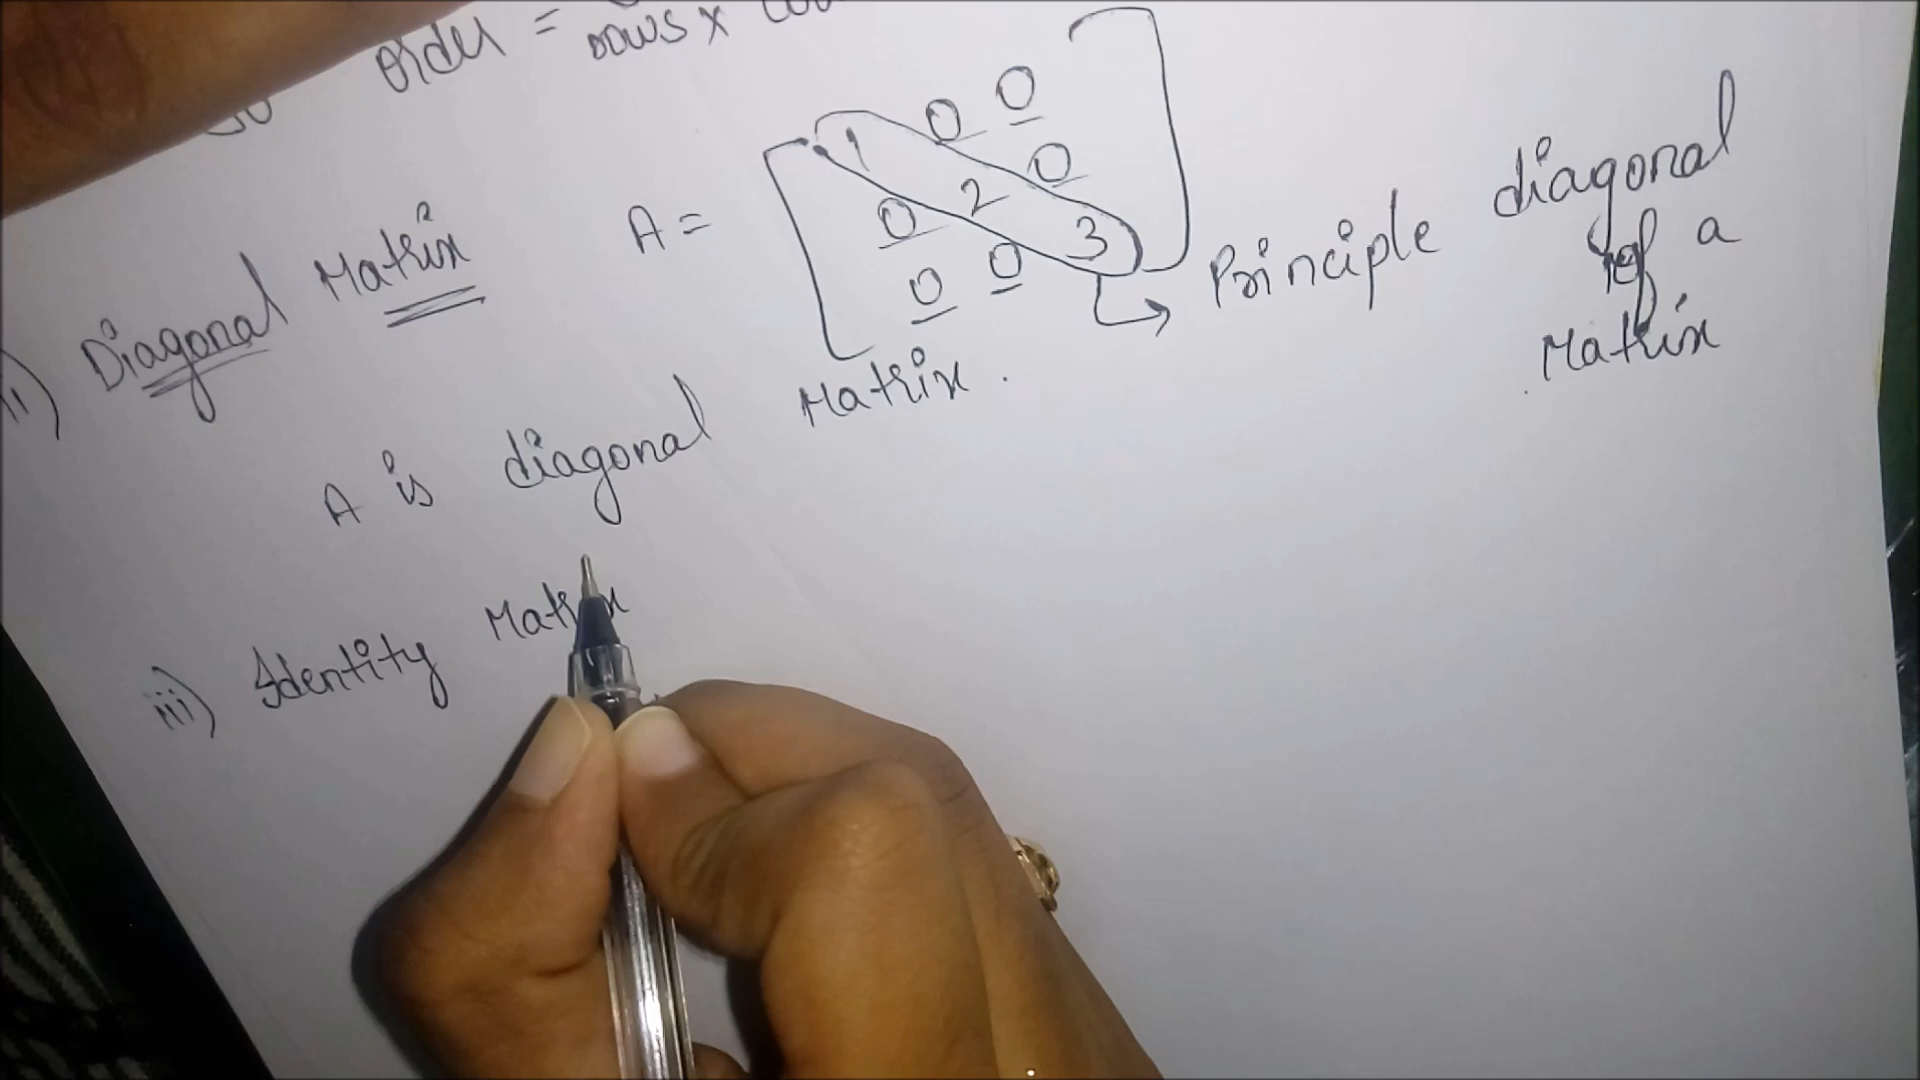 order = rows x
ii) Diagonal Matrix A =
1 0 0
0 2 0
0 0 3
Principle diagonal
of a
Matrix
A is diagonal Matrix.
iii) Identity Matrix